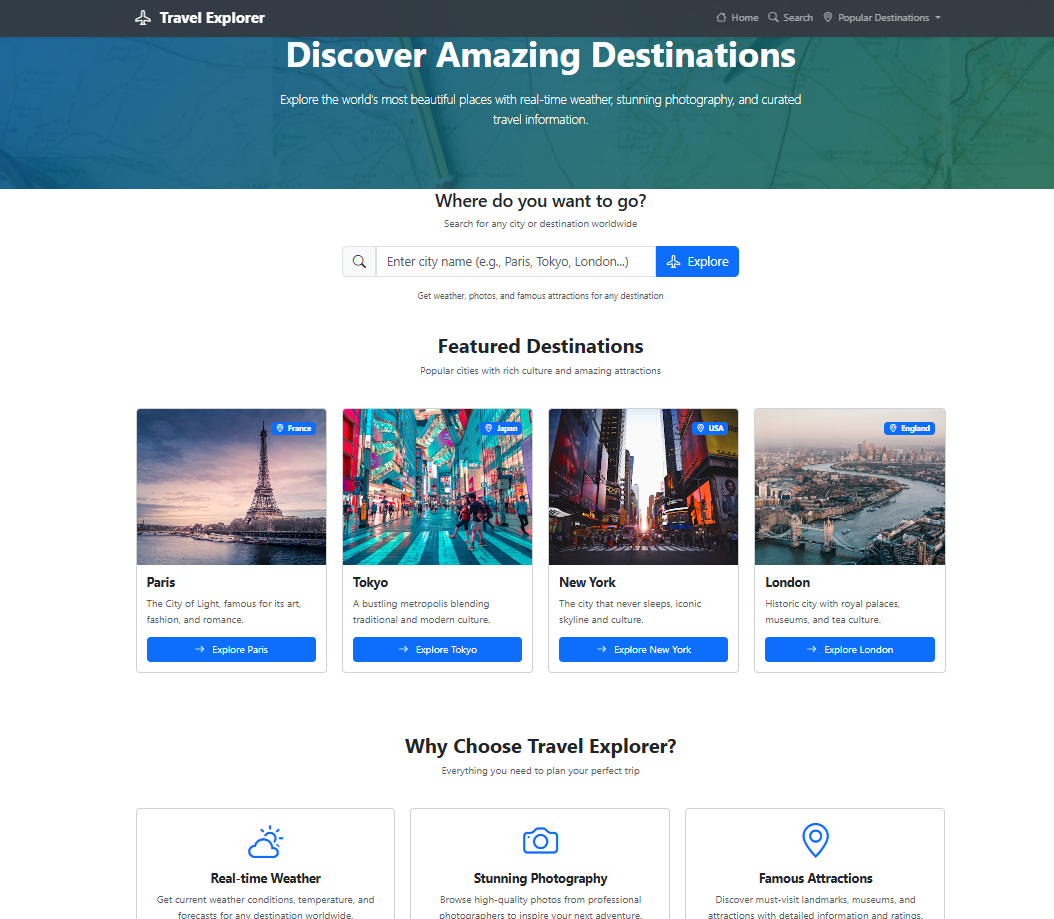 Travel Explorer
Home Search Popular Destinations
Discover Amazing Destinations
Explore the world's most beautiful places with real-time weather, stunning photography, and curated
travel information.
Where do you want to go?
Search for any city or destination worldwide
Enter city name (e.g., Paris, Tokyo, London...)
Explore
Get weather, photos, and famous attractions for any destination
Featured Destinations
Popular cities with rich culture and amazing attractions
France
Japan
USA
England
Paris
The City of Light, famous for its art,
fashion, and romance.
Explore Paris
Tokyo
A bustling metropolis blending
traditional and modern culture.
Explore Tokyo
New York
The city that never sleeps, iconic
skyline and culture.
Explore New York
London
Historic city with royal palaces,
museums, and tea culture.
Explore London
Why Choose Travel Explorer?
Everything you need to plan your perfect trip
Real-time Weather
Get current weather conditions, temperature, and
forecasts for any destination worldwide.
Stunning Photography
Browse high-quality photos from professional
photographers to inspire your next adventure.
Famous Attractions
Discover must-visit landmarks, museums, and
attractions with detailed information and ratings.